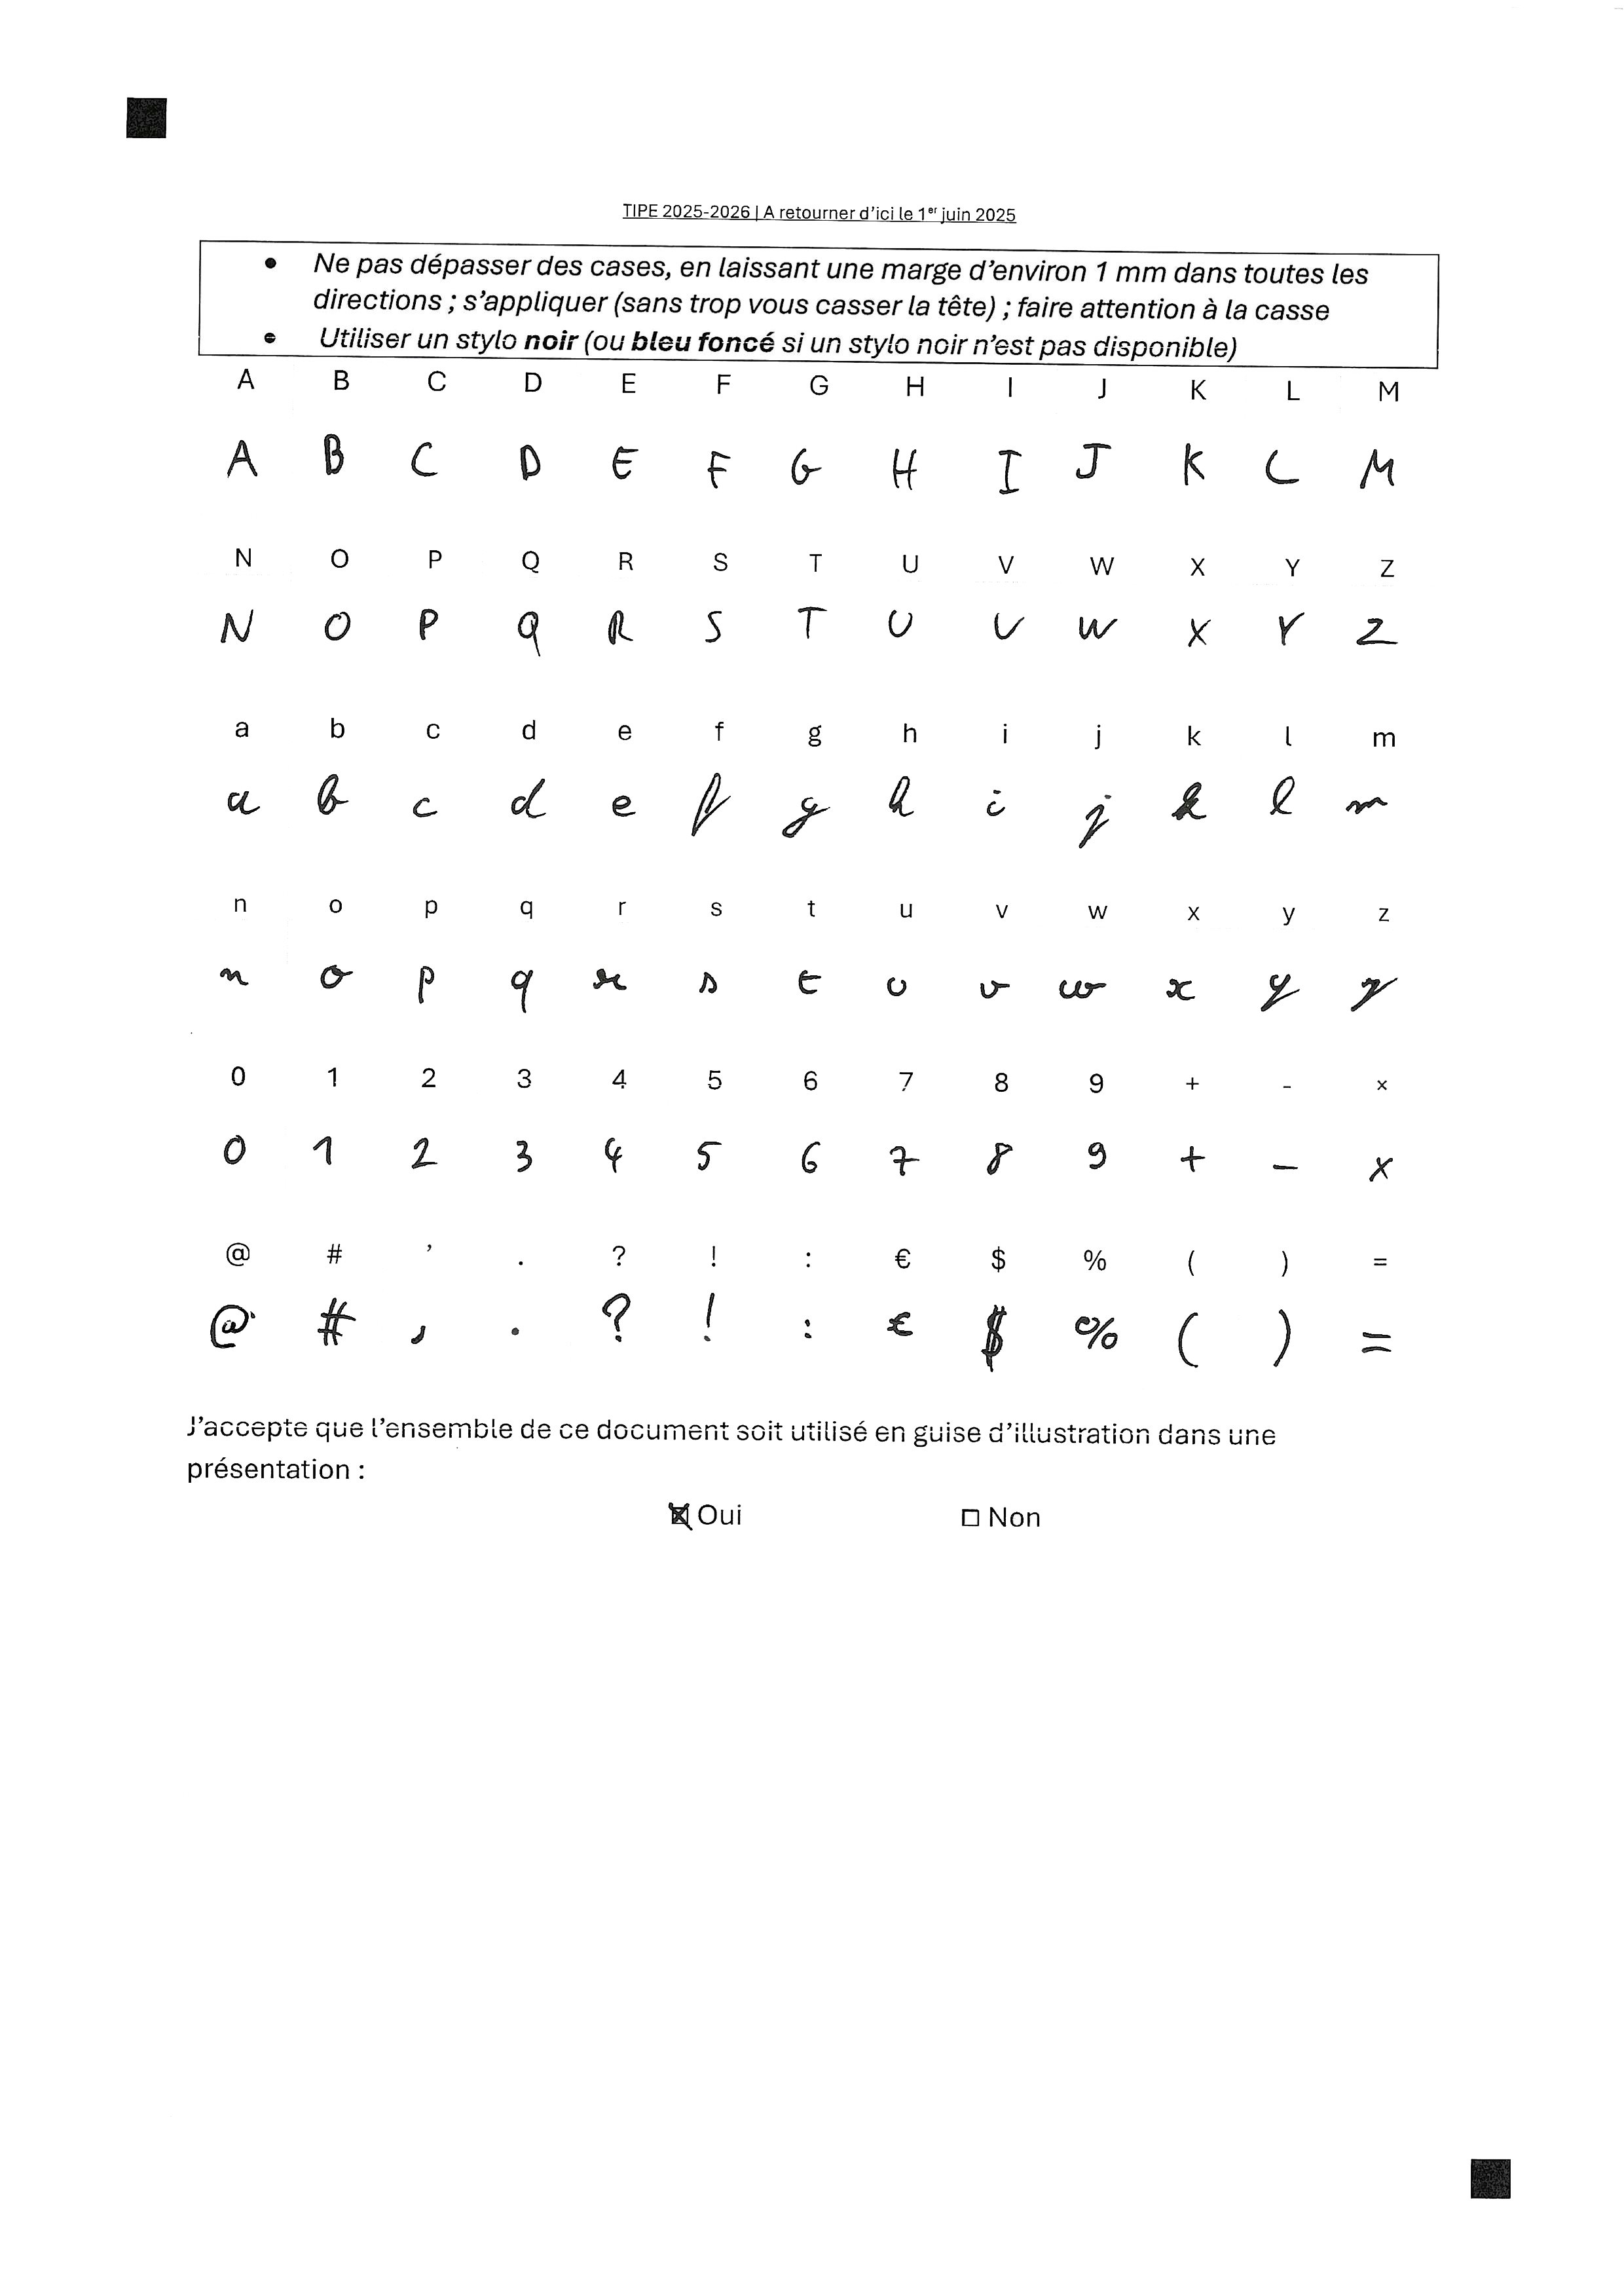 TIPE 2025-2026 | A retourner d'ici le 1er juin 2025
• Ne pas dépasser des cases, en laissant une marge d'environ 1 mm dans toutes les
directions ; s'appliquer (sans trop vous casser la tête) ; faire attention à la casse
• Utiliser un stylo noir (ou bleu foncé si un stylo noir n'est pas disponible)
A B C D E F G H I J K L M
A B C D E F G H I J K L M
N O P Q R S T U V W X Y Z
N O P Q R S T U V W X Y Z
a b c d e f g h i j k l m
a b c d e f g h i j k l m
n o p q r s t u v w x y z
n o p q r s t u v w x y z
0 1 2 3 4 5 6 7 8 9 + - ×
0 1 2 3 4 5 6 7 8 9 + - ×
@ # ’ . ? ! : € $ % ( ) =
@ # , . ? ! : € $ % ( ) =
J'accepte que l'ensemble de ce document soit utilisé en guise d'illustration dans une
présentation :
☒ Oui ☐ Non